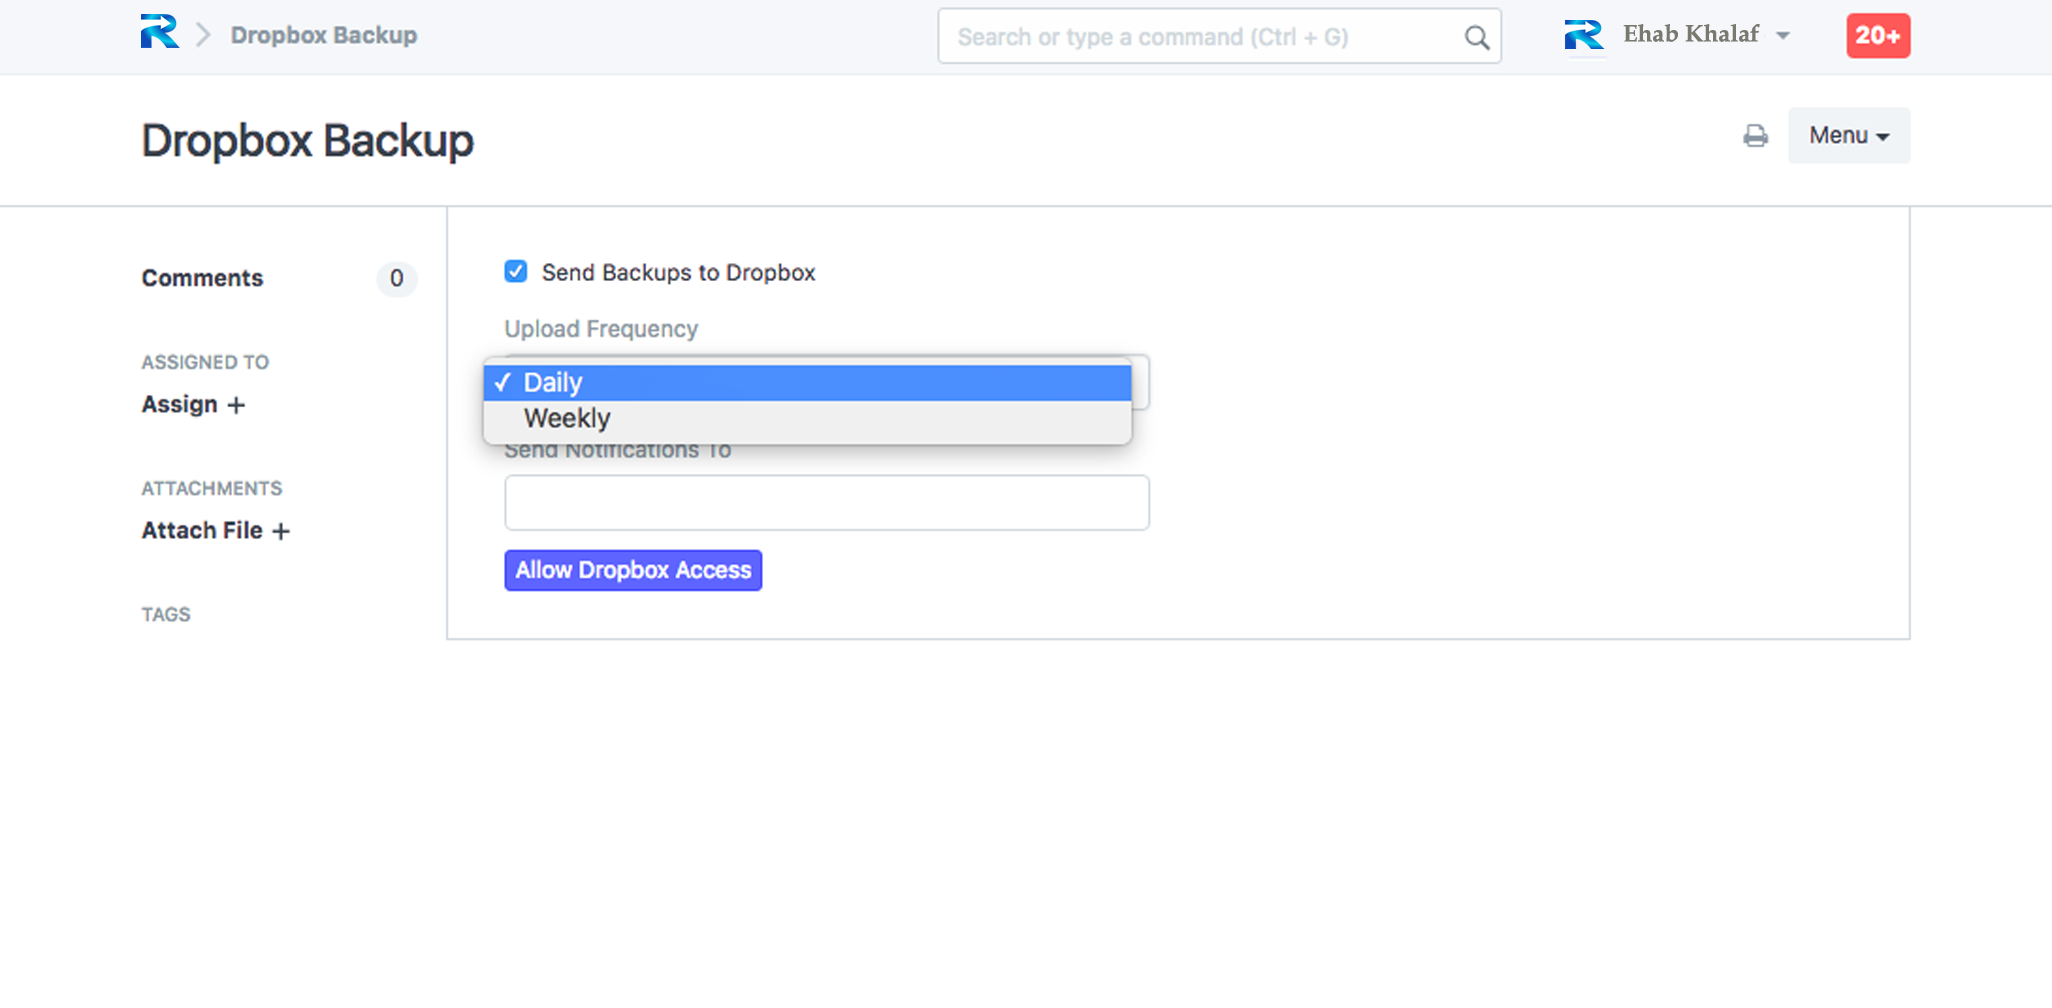 Dropbox Backup
Search or type a command (Ctrl + G)
Ehab Khalaf
20+
Dropbox Backup
Menu
Comments 0
ASSIGNED TO
Assign +
ATTACHMENTS
Attach File +
TAGS
Send Backups to Dropbox
Upload Frequency
✓ Daily
Weekly
Send Notifications To
Allow Dropbox Access